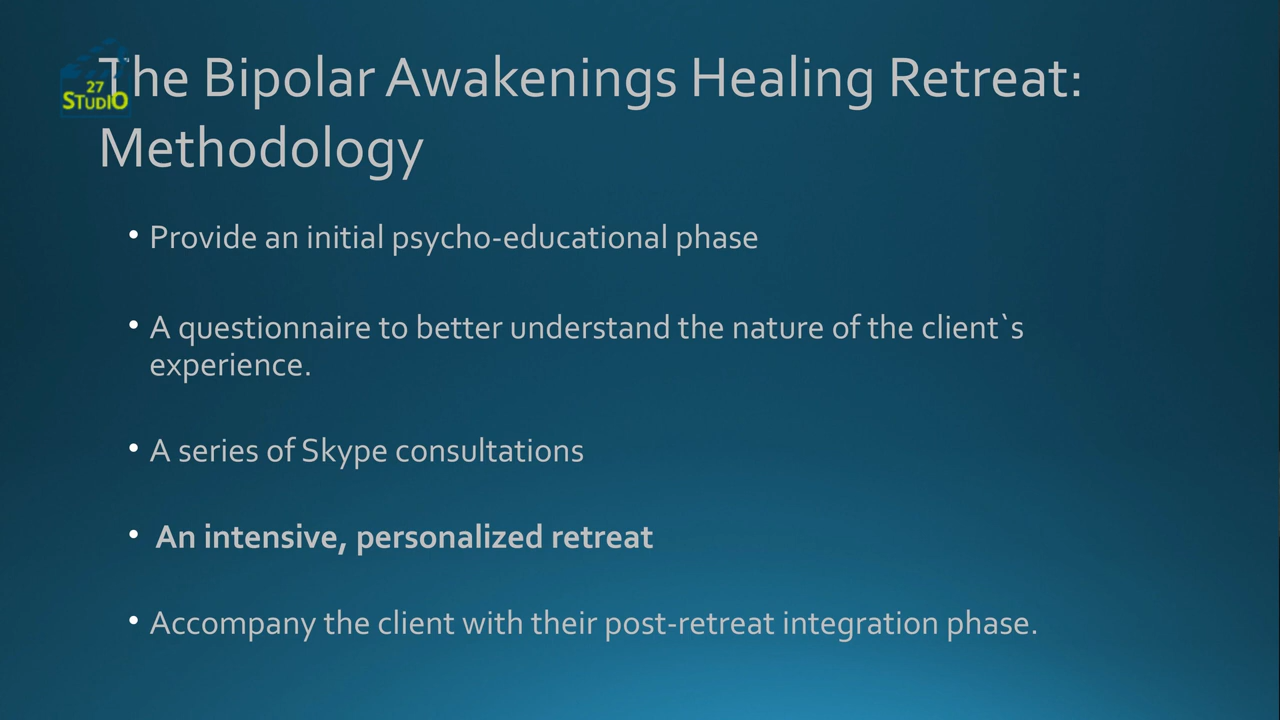 The Bipolar Awakenings Healing Retreat:
Methodology
27
STUDIO
• Provide an initial psycho-educational phase
• A questionnaire to better understand the nature of the client`s
experience.
• A series of Skype consultations
• An intensive, personalized retreat
• Accompany the client with their post-retreat integration phase.